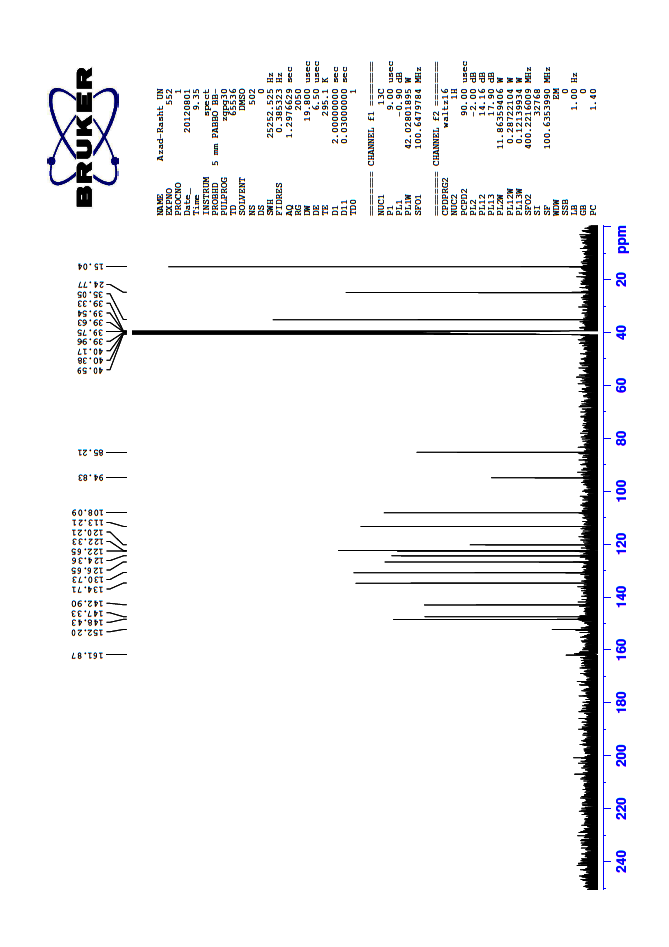 BRUKER
NAME Azad-Rasht UN
EXPNO 552
PROCNO 1
Date_ 20120801
Time 9.35
INSTRUM spect
PROBHD 5 mm PABBO BB-
PULPROG zgpg30
TD 65536
SOLVENT DMSO
NS 502
DS 0
SWH 25252.525 Hz
FIDRES 0.385323 Hz
AQ 1.2976629 sec
RG 2050
DW 19.800 usec
DE 6.50 usec
TE 295.1 K
D1 2.00000000 sec
D11 0.03000000 sec
TD0 1
======== CHANNEL f1 ========
NUC1 13C
P1 9.00 usec
PL1 -0.90 dB
PL1W 42.02801895 W
SFO1 100.6479784 MHz
======== CHANNEL f2 ========
CPDPRG2 waltz16
NUC2 1H
PCPD2 90.00 usec
PL2 -2.00 dB
PL12 14.16 dB
PL13 17.90 dB
PL2W 11.86359406 W
PL12W 0.28722104 W
PL13W 0.12139934 W
SFO2 400.2216009 MHz
SI 32768
SF 100.6353990 MHz
WDW EM
SSB 0
LB 1.00 Hz
GB 0
PC 1.40
15.04
24.77
35.05
39.33
39.54
39.63
39.75
39.96
40.17
40.38
40.59
85.21
94.83
108.09
113.21
120.21
122.33
122.65
124.36
126.65
130.73
134.71
142.90
147.33
148.43
152.20
161.87
ppm
20
40
60
80
100
120
140
160
180
200
220
240